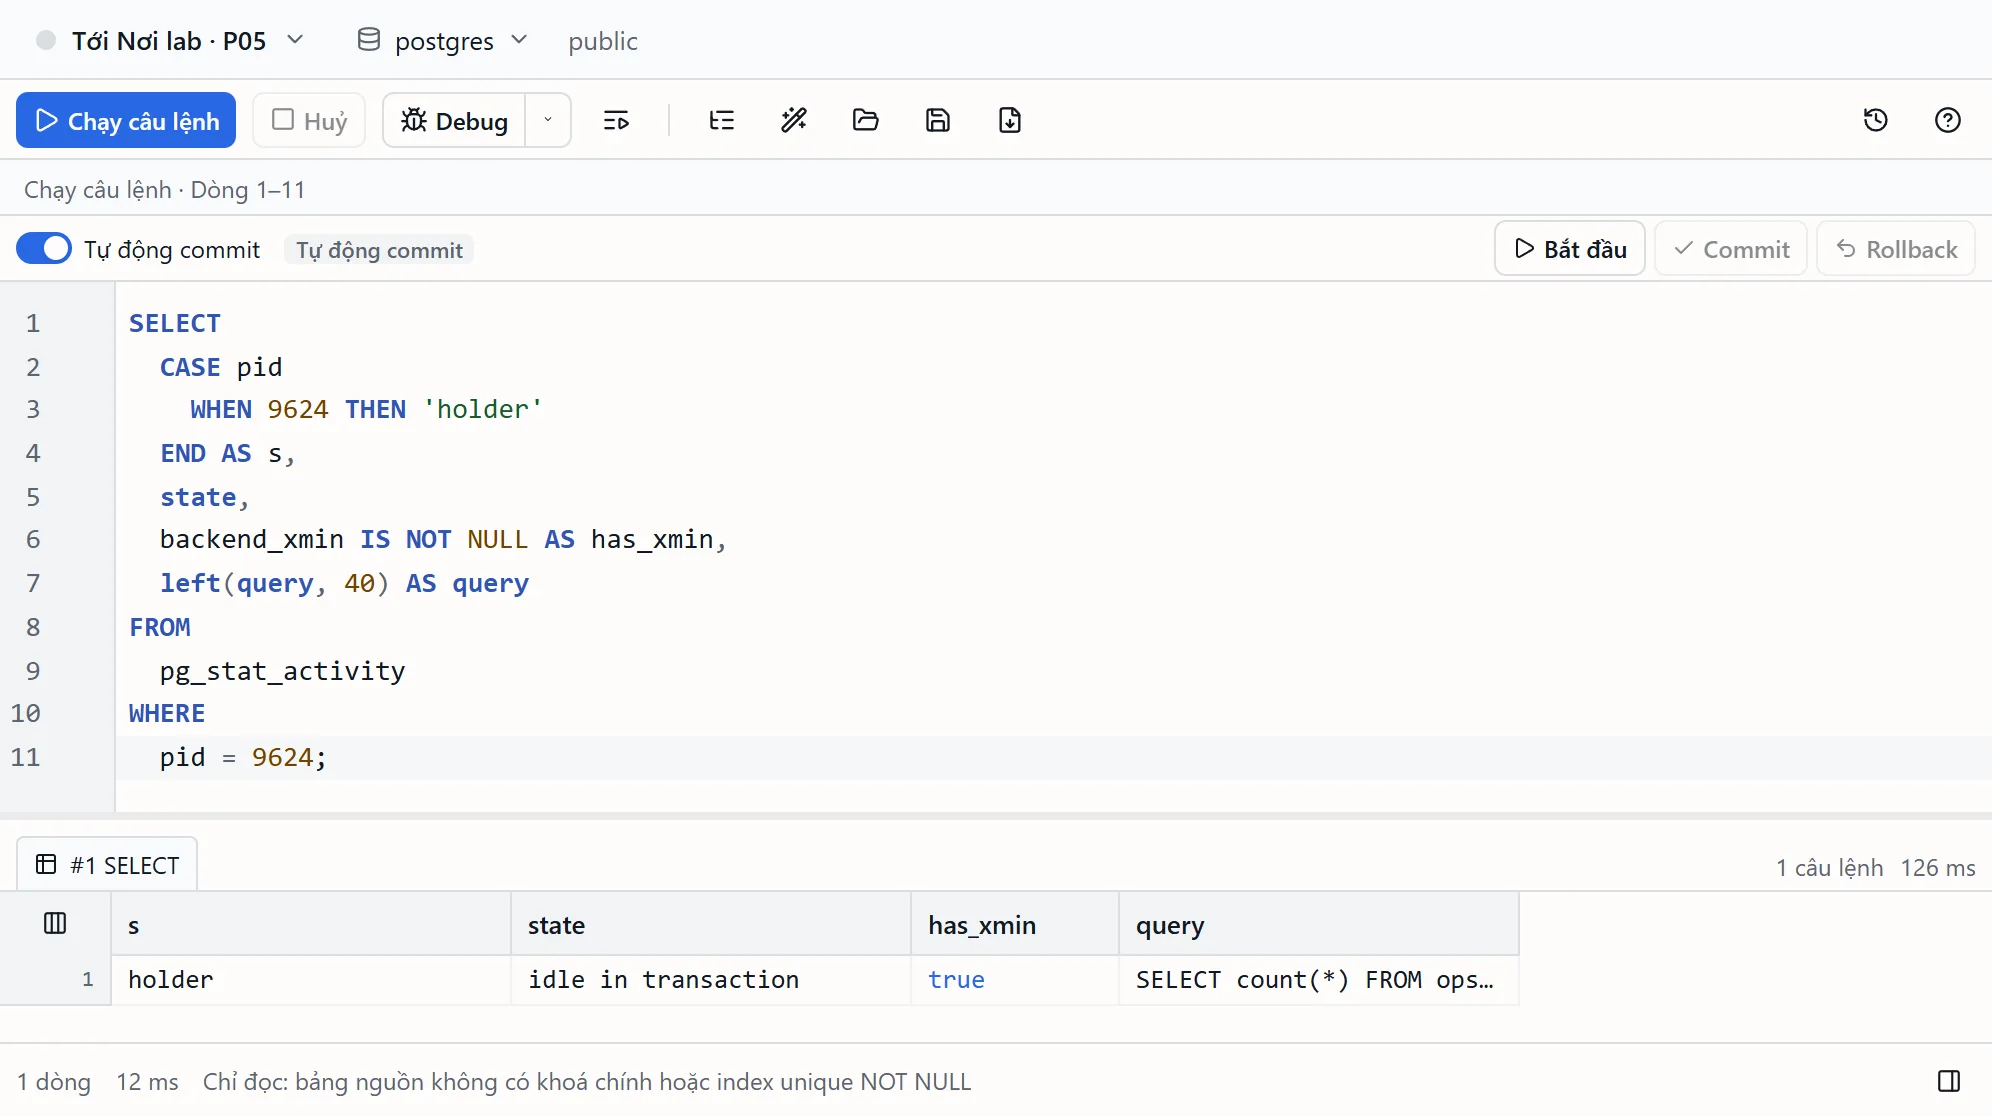 Tới Nơi lab · P05 postgres public
Chạy câu lệnh Huỷ Debug
Chạy câu lệnh · Dòng 1–11
Tự động commit Tự động commit Bắt đầu Commit Rollback
1 SELECT
2 CASE pid
3 WHEN 9624 THEN 'holder'
4 END AS s,
5 state,
6 backend_xmin IS NOT NULL AS has_xmin,
7 left(query, 40) AS query
8 FROM
9 pg_stat_activity
10 WHERE
11 pid = 9624;
#1 SELECT 1 câu lệnh 126 ms
s state has_xmin query
1 holder idle in transaction true SELECT count(*) FROM ops…
1 dòng 12 ms Chỉ đọc: bảng nguồn không có khoá chính hoặc index unique NOT NULL